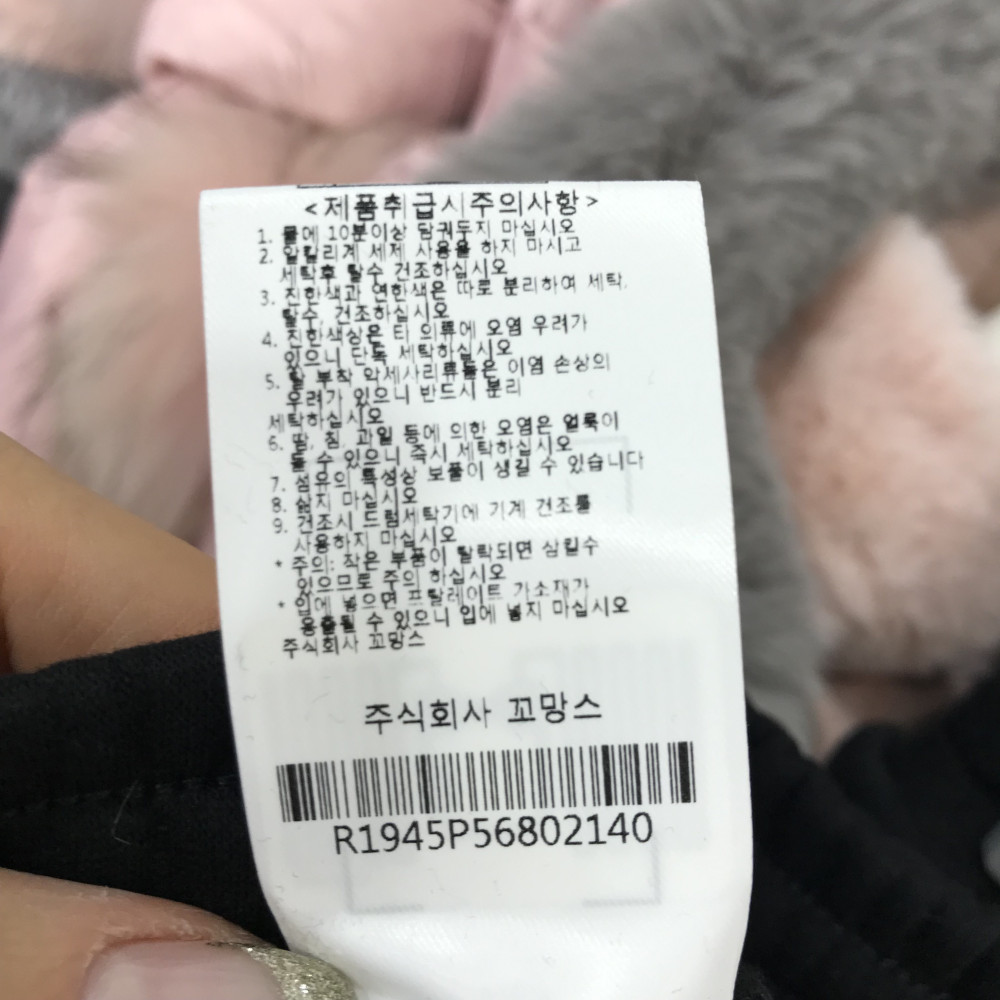 <제품취급시주의사항>
1. 물에 10분이상 담궈두지 마십시오
2. 알칼리계 세제 사용을 하지 마시고
세탁후 탈수 건조하십시오
3. 진한색과 연한색은 따로 분리하여 세탁.
탈수, 건조하십시오
4. 진한색상은 타 의류에 오염 우려가
있으니 단독 세탁하십시오
5. 부착 악세사리류들은 이염 손상의
우려가 있으니 반드시 분리
세탁하십시오
6. 땀, 침, 과일 등에 의한 오염은 얼룩이
될 수 있으니 즉시 세탁하십시오
7. 섬유의 특성상 보풀이 생길 수 있습니다
8. 삶지 마십시오
9. 건조시 드럼세탁기에 기계 건조를
사용하지 마십시오
* 주의: 작은 부품이 탈락되면 삼킬수
있으므로 주의 하십시오
* 입에 넣으면 프탈레이트 가소재가
용출될 수 있으니 입에 넣지 마십시오
주식회사 꼬망스
주식회사 꼬망스
R1945P56802140